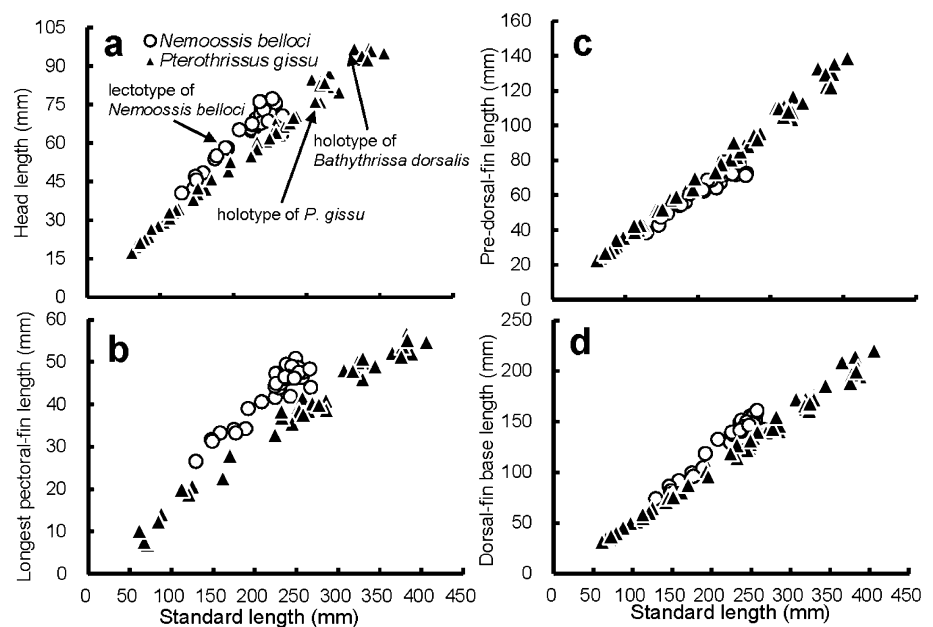 a
Nemoossis belloci
Pterothrissus gissu
lectotype of
Nemoossis belloci
holotype of
Bathythrissa dorsalis
holotype of P. gissu
Head length (mm)
105
90
75
60
45
30
15
0
b
Longest pectoral-fin length (mm)
60
50
40
30
20
10
0
0 50 100 150 200 250 300 350 400 450
Standard length (mm)
c
Pre-dorsal-fin length (mm)
160
140
120
100
80
60
40
20
0
d
Dorsal-fin base length (mm)
250
200
150
100
50
0
0 50 100 150 200 250 300 350 400 450
Standard length (mm)